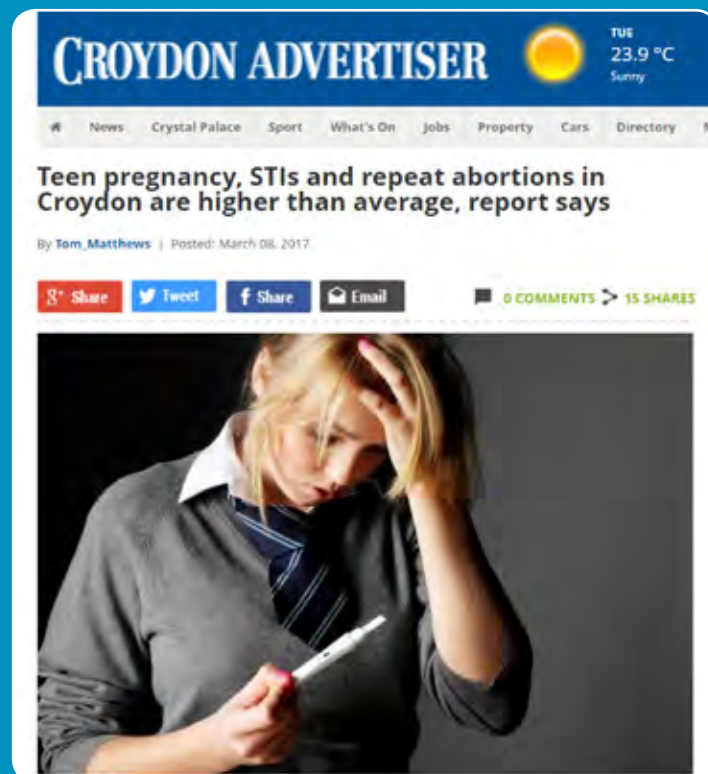 CROYDON ADVERTISER
TUE
23.9 °C
Sunny
News Crystal Palace Sport What's On Jobs Property Cars Directory
Teen pregnancy, STIs and repeat abortions in
Croydon are higher than average, report says
By Tom_Matthews | Posted: March 08, 2017
g+ Share Tweet f Share Email 0 COMMENTS 15 SHARES